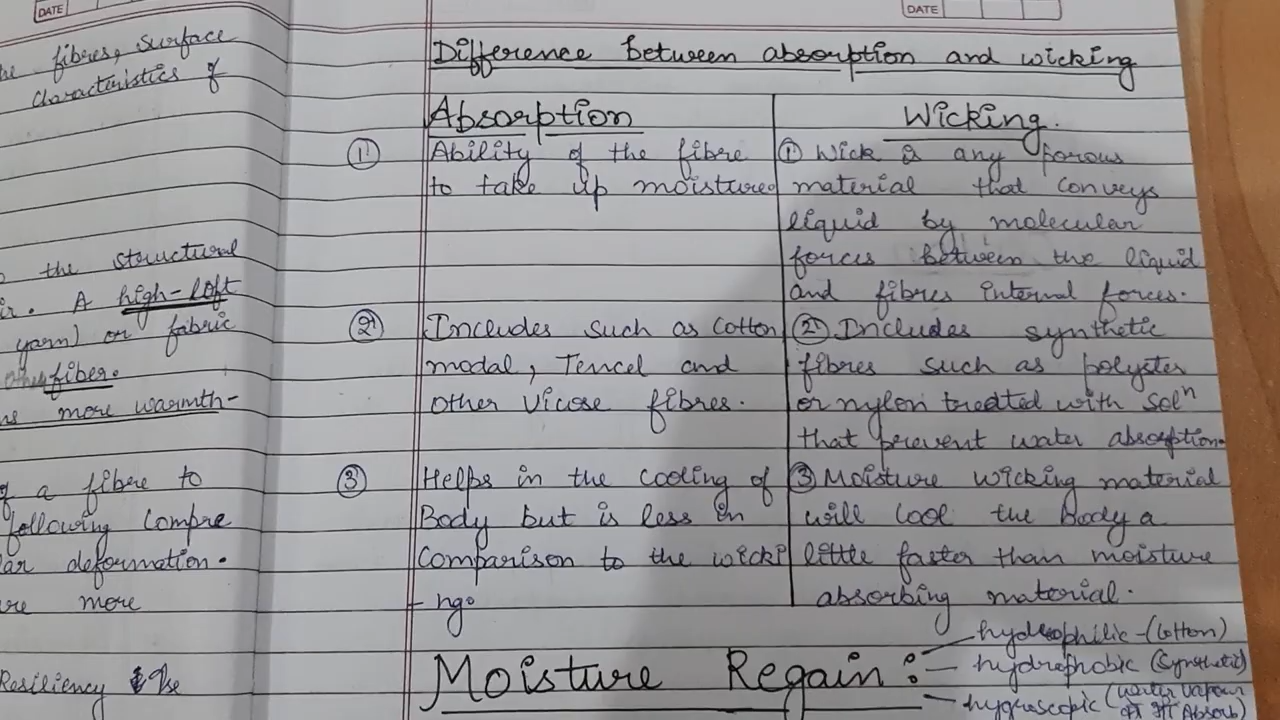 DATE
DATE
fibres, surface
characteristics of
the structural
A high-loft
yarn) or fabric
fiber.
more warmth-
of a fibre to
following compre
deformation.
more
Resiliency
Difference between absorption and wicking
Absorption
① Ability of the fibre
to take up moisture
② Includes such as cotton
modal, Tencel and
other Vicose fibres.
③ Helps in the cooling of
Body but is less in
comparison to the wicki
-ng.
Wicking.
① Wick is any porous
material that conveys
liquid by molecular
forces between the liquid
and fibres internal forces.
② Includes synthetic
fibres such as polyster
or nylon treated with solⁿ
that prevent water absorption.
③ Moisture wicking material
will cool the Body a
little faster than moisture
absorbing material.
Moisture Regain:
hydrophilic-(Cotton)
hydrophobic (Synthetic)
hygroscopic (water vapour
को भी Absorb)